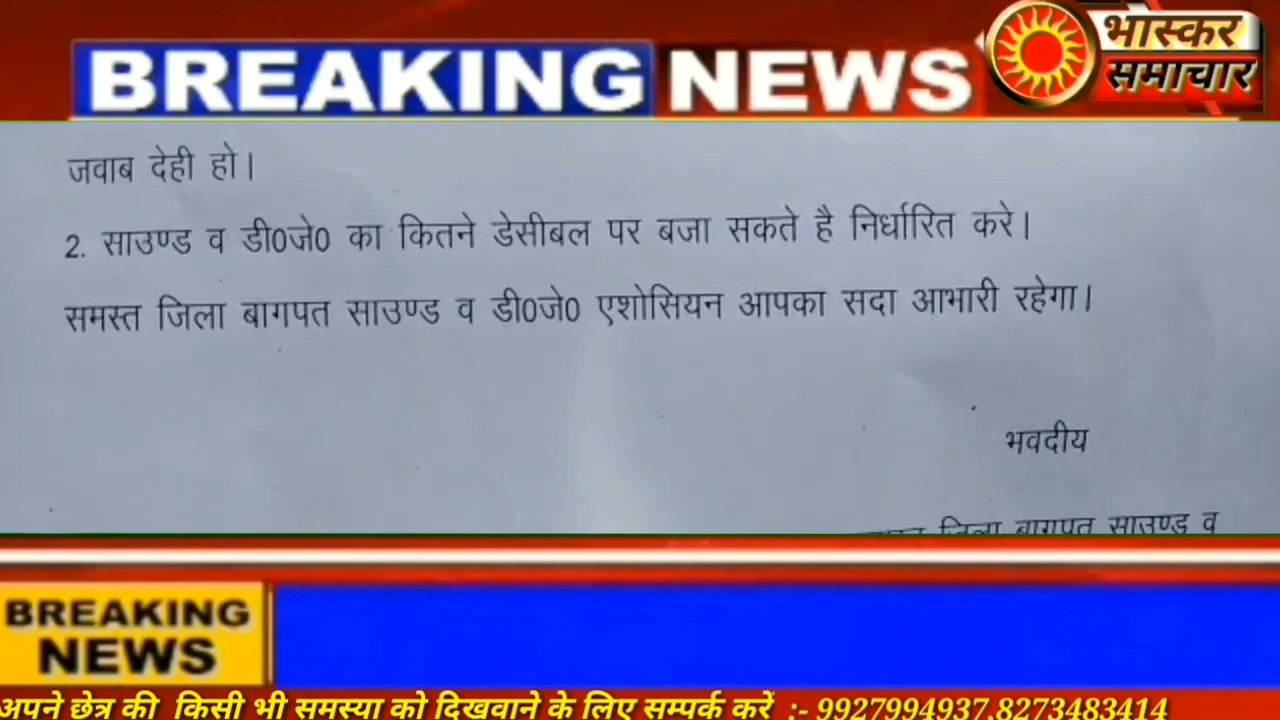 BREAKING NEWS
भास्कर
समाचार
जवाब देही हो।
2. साउण्ड व डी0जे0 का कितने डेसीबल पर बजा सकते है निर्धारित करे।
समस्त जिला बागपत साउण्ड व डी0जे0 एशोसियन आपका सदा आभारी रहेगा।
भवदीय
जिला बागपत साउण्ड व
BREAKING
NEWS
अपने छेत्र की किसी भी समस्या को दिखवाने के लिए सम्पर्क करें :- 9927994937,8273483414